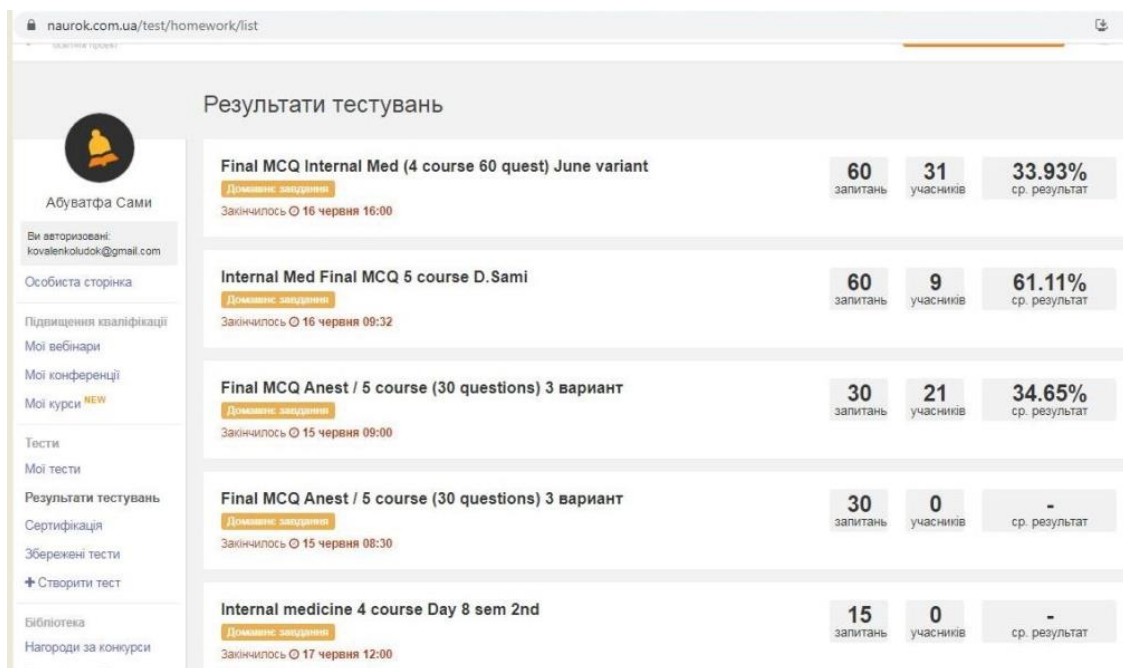 naurok.com.ua/test/homework/list
Результати тестувань
Абуватфа Сами
Ви авторизовані:
kovalenkoludok@gmail.com
Особиста сторінка
Підвищення кваліфікації
Мої вебінари
Мої конференції
Мої курси NEW
Тести
Мої тести
Результати тестувань
Сертифікація
Збережені тести
+ Створити тест
Бібліотека
Нагороди за конкурси
Final MCQ Internal Med (4 course 60 quest) June variant
Домашнє завдання
Закінчилось 16 червня 16:00
60 31 33.93%
запитань учасників ср. результат
Internal Med Final MCQ 5 course D.Sami
Домашнє завдання
Закінчилось 16 червня 09:32
60 9 61.11%
запитань учасників ср. результат
Final MCQ Anest / 5 course (30 questions) 3 вариант
Домашнє завдання
Закінчилось 15 червня 09:00
30 21 34.65%
запитань учасників ср. результат
Final MCQ Anest / 5 course (30 questions) 3 вариант
Домашнє завдання
Закінчилось 15 червня 08:30
30 0 -
запитань учасників ср. результат
Internal medicine 4 course Day 8 sem 2nd
Домашнє завдання
Закінчилось 17 червня 12:00
15 0 -
запитань учасників ср. результат